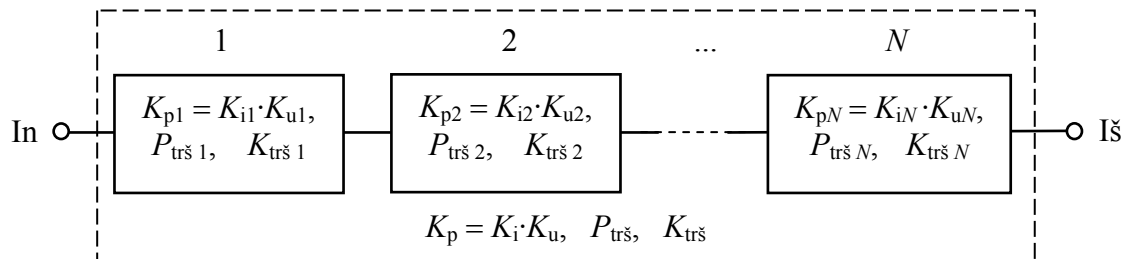 1 2 ... N
K_p1 = K_i1·K_u1, K_p2 = K_i2·K_u2, K_pN = K_iN·K_uN,
In P_trš 1, K_trš 1 P_trš 2, K_trš 2 P_trš N, K_trš N Iš
K_p = K_i·K_u, P_trš, K_trš